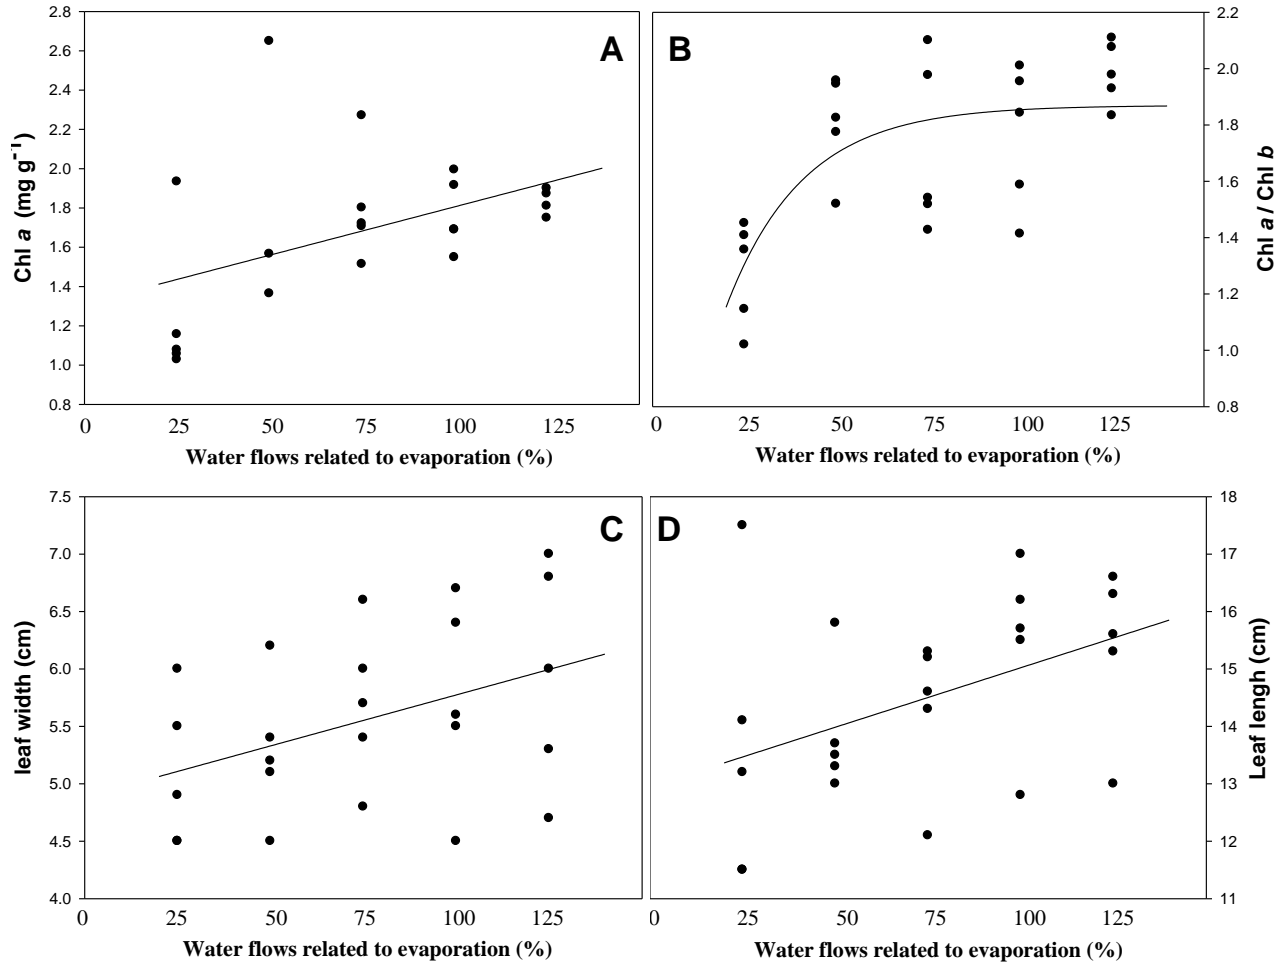 2.8
2.6
2.4
2.2
2.0
1.8
1.6
1.4
1.2
1.0
0.8
Chl a (mg g⁻¹)
A
0 25 50 75 100 125
Water flows related to evaporation (%)
B
2.2
2.0
1.8
1.6
1.4
1.2
1.0
0.8
Chl a / Chl b
0 25 50 75 100 125
Water flows related to evaporation (%)
7.5
7.0
6.5
6.0
5.5
5.0
4.5
4.0
leaf width (cm)
C
0 25 50 75 100 125
Water flows related to evaporation (%)
D
18
17
16
15
14
13
12
11
Leaf lengh (cm)
0 25 50 75 100 125
Water flows related to evaporation (%)